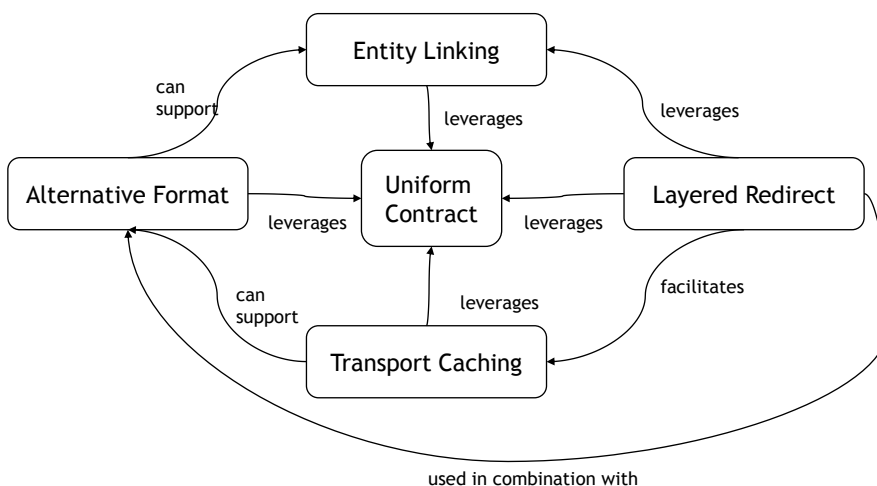 Entity Linking
can
support
leverages
leverages
Alternative Format
Uniform
Contract
Layered Redirect
leverages
leverages
can
support
leverages
facilitates
Transport Caching
used in combination with